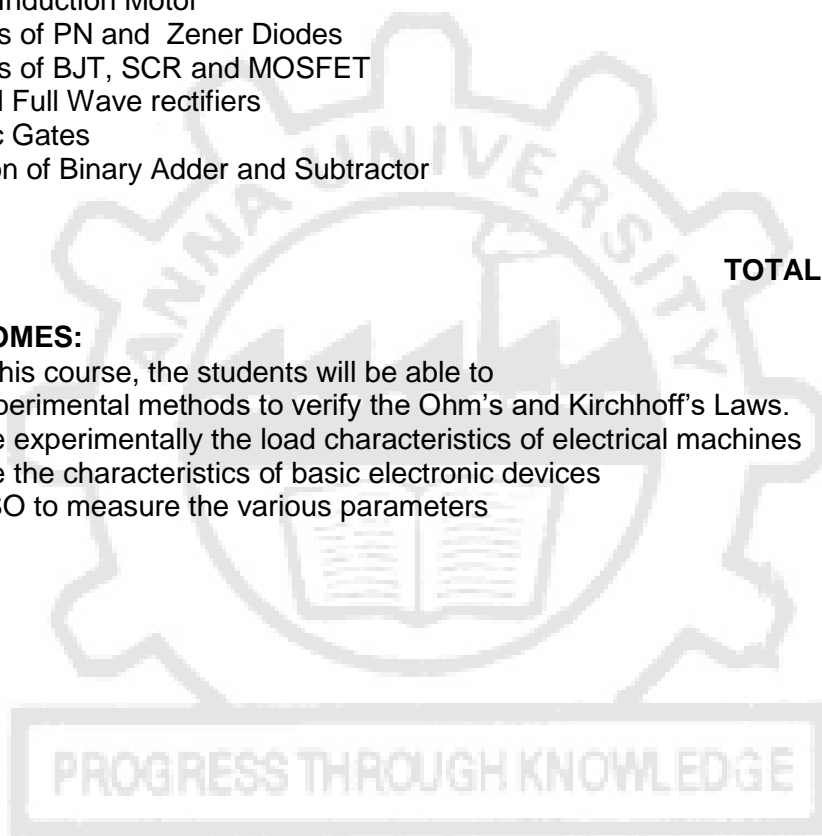 Induction Motor
s of PN and Zener Diodes
s of BJT, SCR and MOSFET
Full Wave rectifiers
c Gates
on of Binary Adder and Subtractor
ANNA UNIVERSITY
TOTAL
OMES:
his course, the students will be able to
perimental methods to verify the Ohm's and Kirchhoff's Laws.
e experimentally the load characteristics of electrical machines
e the characteristics of basic electronic devices
SO to measure the various parameters
PROGRESS THROUGH KNOWLEDGE